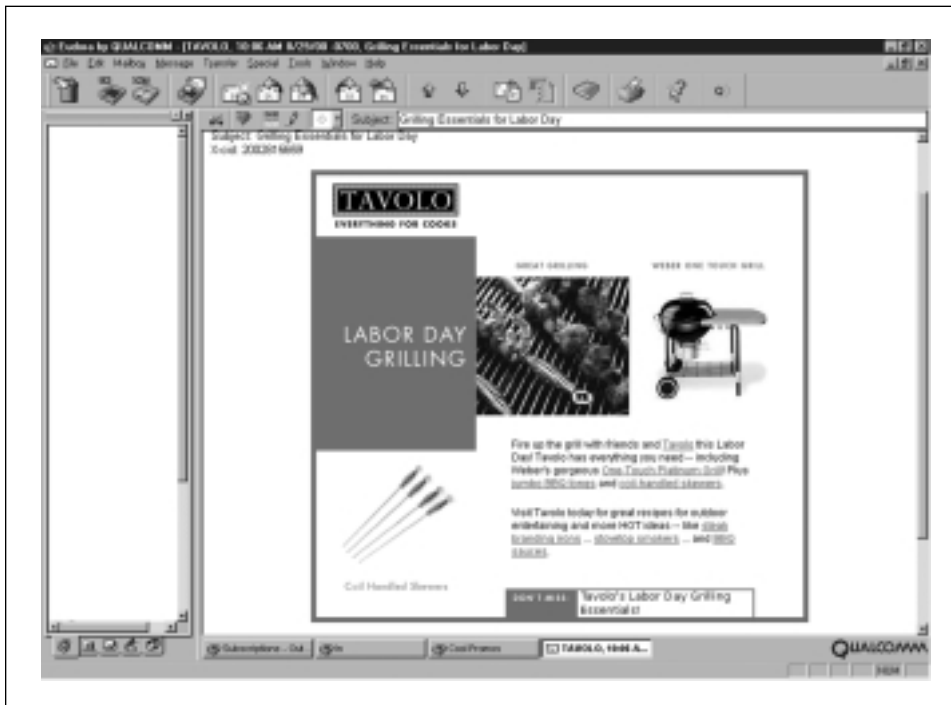 Eudora by QUALCOMM - [TAVOLO, 10:06 AM 8/29/00 -0700, Grilling Essentials for Labor Day]
File Edit Mailbox Message Transfer Special Tools Window Help
Subject: Grilling Essentials for Labor Day
Subject: Grilling Essentials for Labor Day
TAVOLO
EVERYTHING FOR COOKS
GREAT GRILLING
WEBER ONE TOUCH GRILL
LABOR DAY
GRILLING
Fire up the grill with friends and Tavolo this Labor
Day! Tavolo has everything you need -- including
Weber's gorgeous One-Touch Platinum Grill! Plus
jumbo BBQ tongs and coil handled skewers.
Visit Tavolo today for great recipes for outdoor
entertaining and more HOT ideas -- like steak
branding irons ... stovetop smokers ... and BBQ
sauces.
Coil Handled Skewers
DON'T MISS:
Tavolo's Labor Day Grilling
Essentials!
Subscriptions - Out
In
Cool Promos
TAVOLO, 10:06 A...
QUALCOMM
NUM